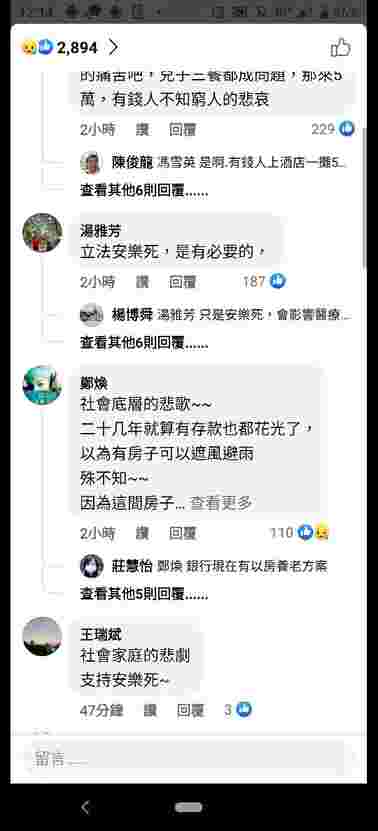 12:14
2,894
的痛苦吧，兒子三餐都成問題，那來5
萬，有錢人不知窮人的悲哀
2小時 讚 回覆 229
陳俊龍 馮雪英 是啊.有錢人上酒店一攤5...
查看其他6則回覆......
湯雅芳
立法安樂死，是有必要的，
2小時 讚 回覆 187
楊博舜 湯雅芳 只是安樂死，會影響醫療...
查看其他6則回覆......
鄭煥
社會底層的悲歌~~
二十几年就算有存款也都花光了，
以為有房子可以遮風避雨
殊不知~~
因為這間房子... 查看更多
2小時 讚 回覆 110
莊慧怡 鄭煥 銀行現在有以房養老方案
查看其他5則回覆......
王瑞斌
社會家庭的悲劇
支持安樂死~
47分鐘 讚 回覆 3
留言......